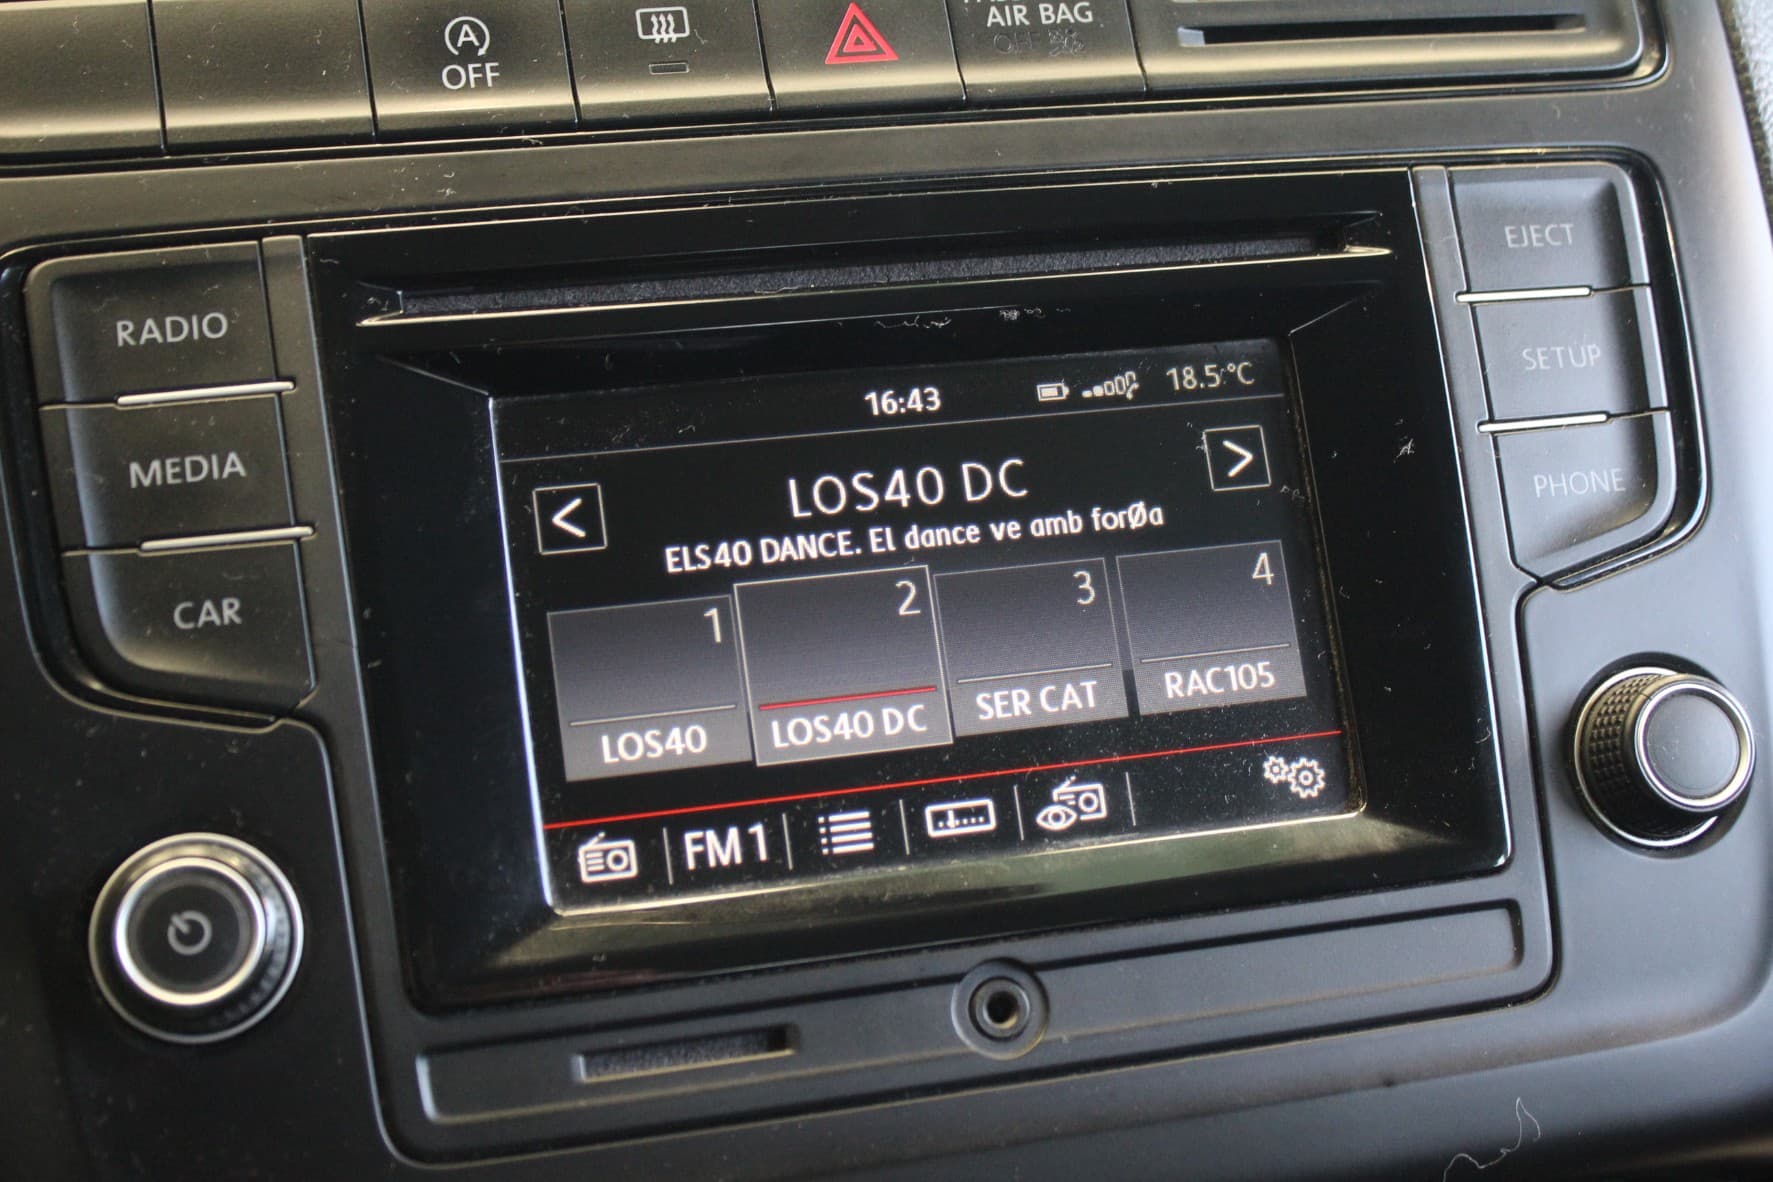 A
OFF
AIR BAG
OFF
EJECT
RADIO
SETUP
MEDIA
PHONE
CAR
16:43
18.5 °C
<
LOS40 DC
>
ELS40 DANCE. El dance ve amb forØa
1
2
3
4
LOS40
LOS40 DC
SER CAT
RAC105
FM1